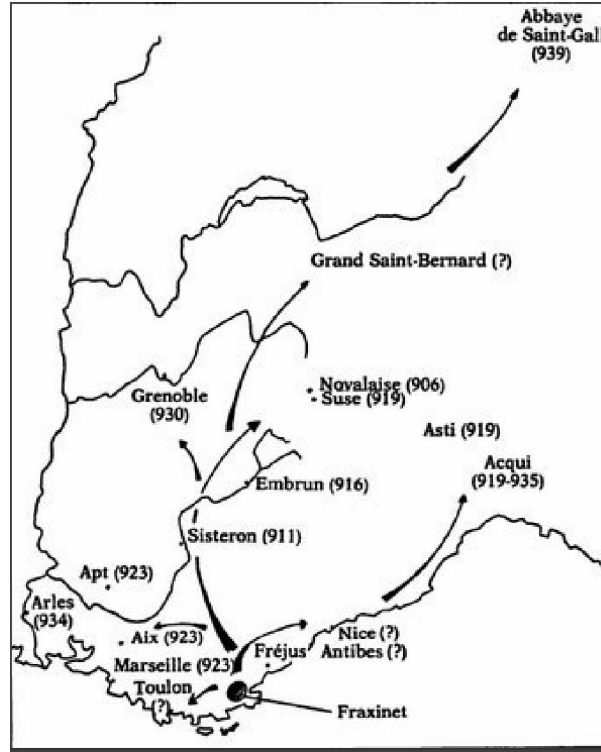 Abbaye
de Saint-Gall
(939)
Grand Saint-Bernard (?)
Grenoble
(930)
Novalaise (906)
Suse (919)
Asti (919)
Acqui
(919-935)
Embrun (916)
Sisteron (911)
Apt (923)
Arles
(934)
Aix (923)
Nice (?)
Antibes (?)
Fréjus
Marseille (923)
Toulon
(?)
Fraxinet